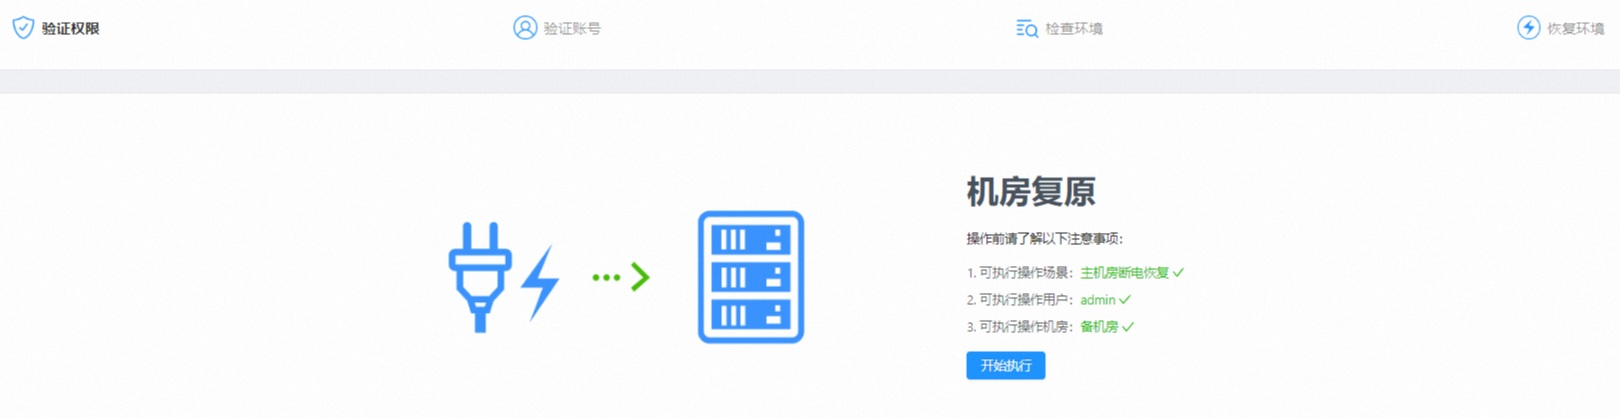 验证权限
验证账号
检查环境
恢复环境
机房复原
操作前请了解以下注意事项：
1. 可执行操作场景：主机房断电恢复
2. 可执行操作用户：admin
3. 可执行操作机房：备机房
开始执行